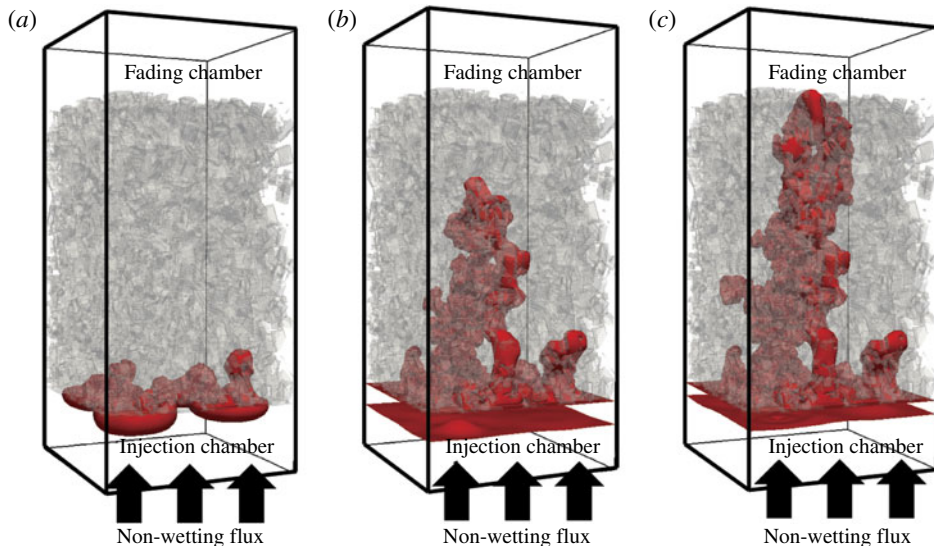 (a)
Fading chamber
Injection chamber
Non-wetting flux
(b)
Fading chamber
Injection chamber
Non-wetting flux
(c)
Fading chamber
Injection chamber
Non-wetting flux